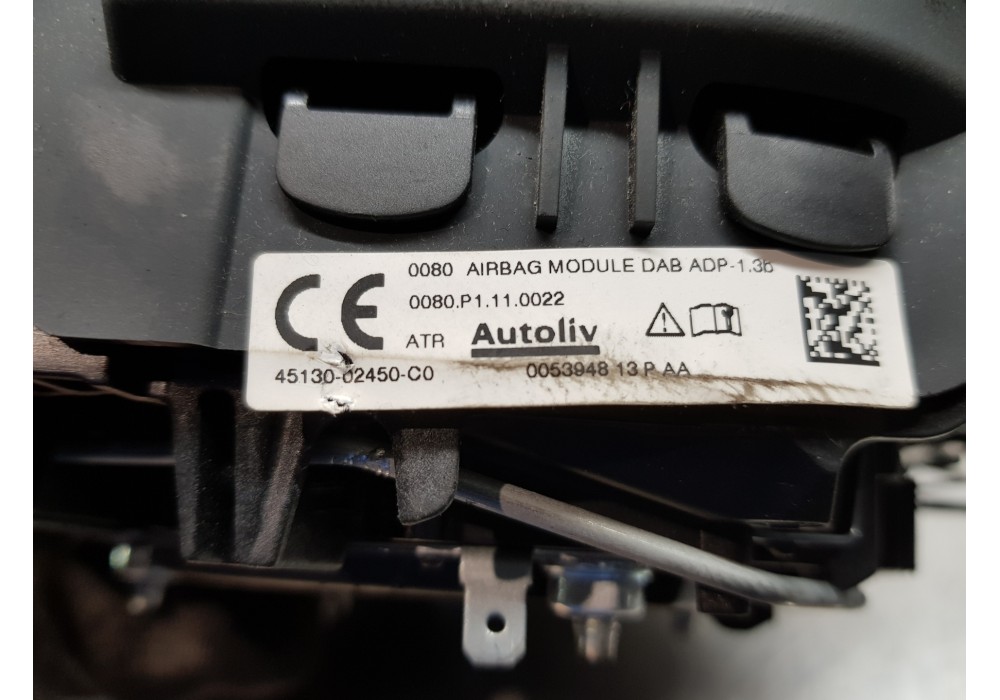 CE
0080 AIRBAG MODULE DAB ADP-1.3b
0080.P1.11.0022
ATR Autoliv
45130-02450-C0 0053948 13 P AA